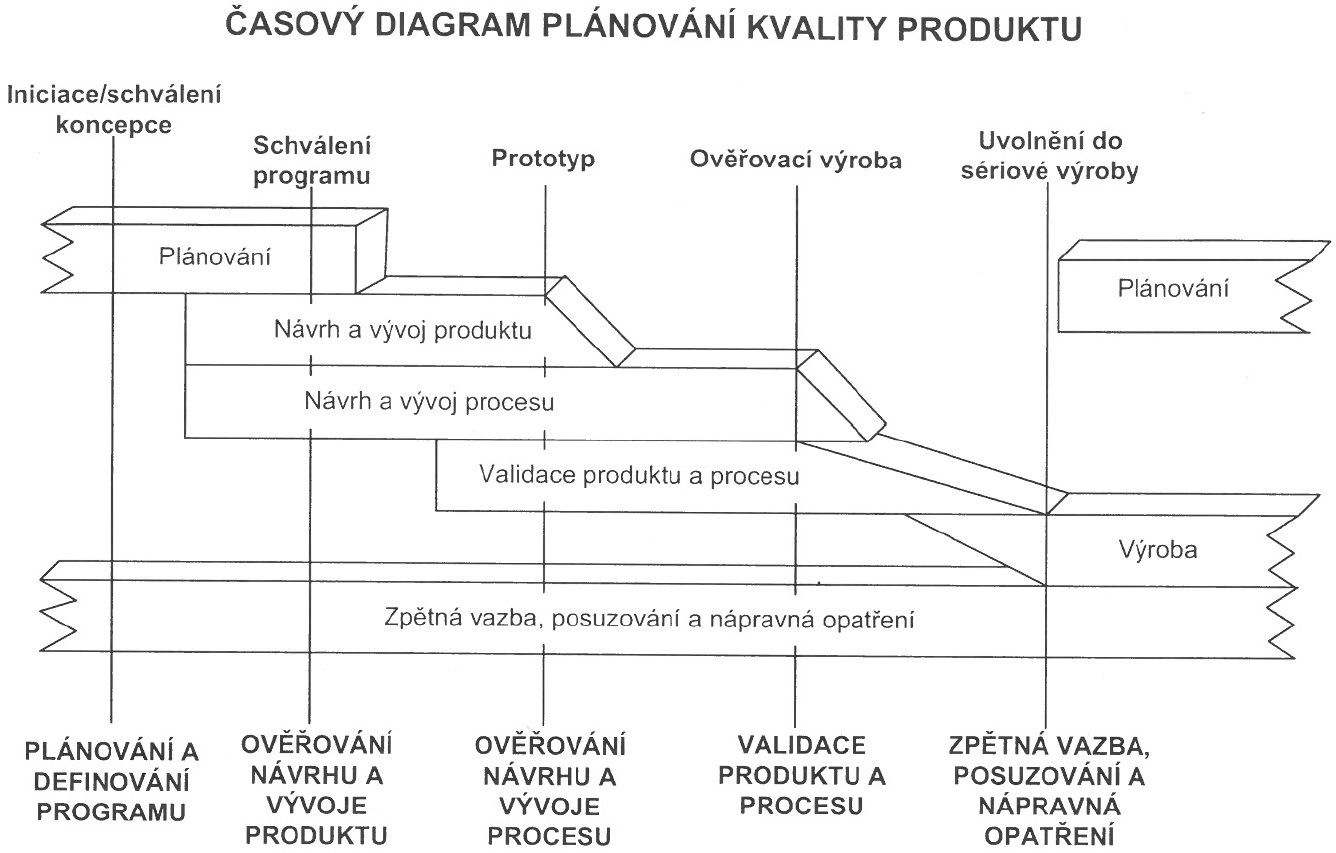 ČASOVÝ DIAGRAM PLÁNOVÁNÍ KVALITY PRODUKTU
Iniciace/schválení
koncepce
Schválení
programu
Prototyp
Ověřovací výroba
Uvolnění do
sériové výroby
Plánování
Plánování
Návrh a vývoj produktu
Návrh a vývoj procesu
Validace produktu a procesu
Výroba
Zpětná vazba, posuzování a nápravná opatření
PLÁNOVÁNÍ A
DEFINOVÁNÍ
PROGRAMU
OVĚŘOVÁNÍ
NÁVRHU A
VÝVOJE
PRODUKTU
OVĚŘOVÁNÍ
NÁVRHU A
VÝVOJE
PROCESU
VALIDACE
PRODUKTU A
PROCESU
ZPĚTNÁ VAZBA,
POSUZOVÁNÍ A
NÁPRAVNÁ
OPATŘENÍ